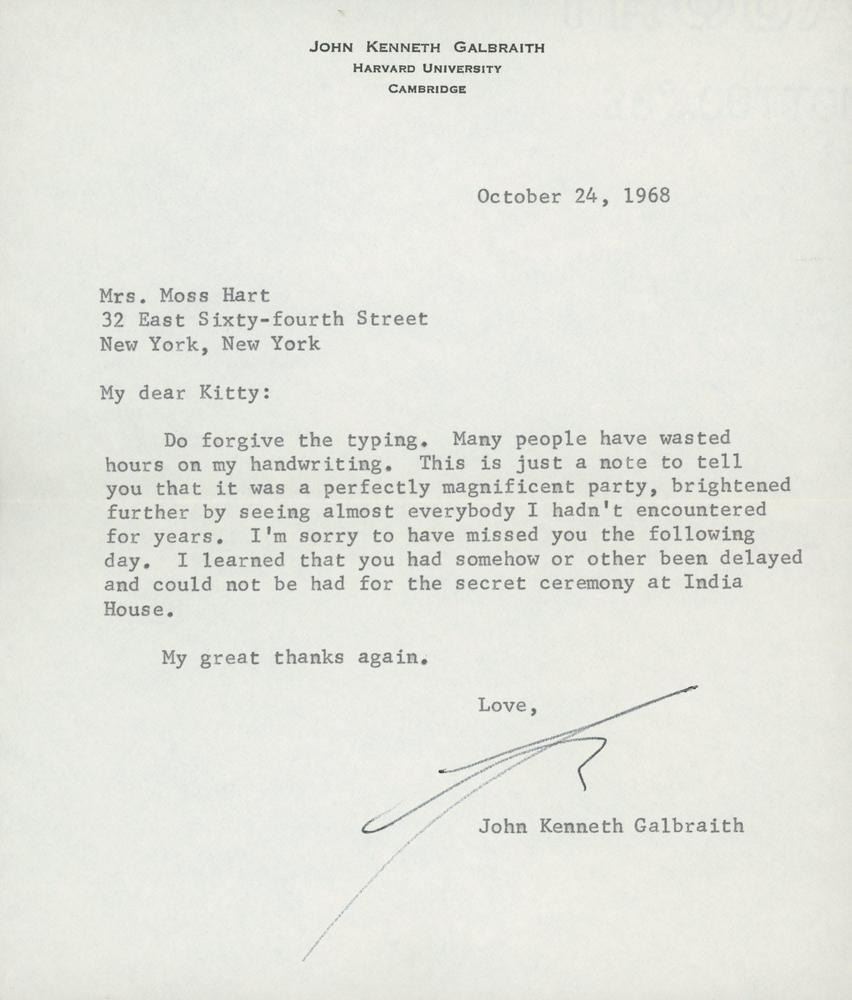 JOHN KENNETH GALBRAITH
HARVARD UNIVERSITY
CAMBRIDGE
October 24, 1968
Mrs. Moss Hart
32 East Sixty-fourth Street
New York, New York
My dear Kitty:
Do forgive the typing. Many people have wasted
hours on my handwriting. This is just a note to tell
you that it was a perfectly magnificent party, brightened
further by seeing almost everybody I hadn't encountered
for years. I'm sorry to have missed you the following
day. I learned that you had somehow or other been delayed
and could not be had for the secret ceremony at India
House.
My great thanks again.
Love,
John Kenneth Galbraith